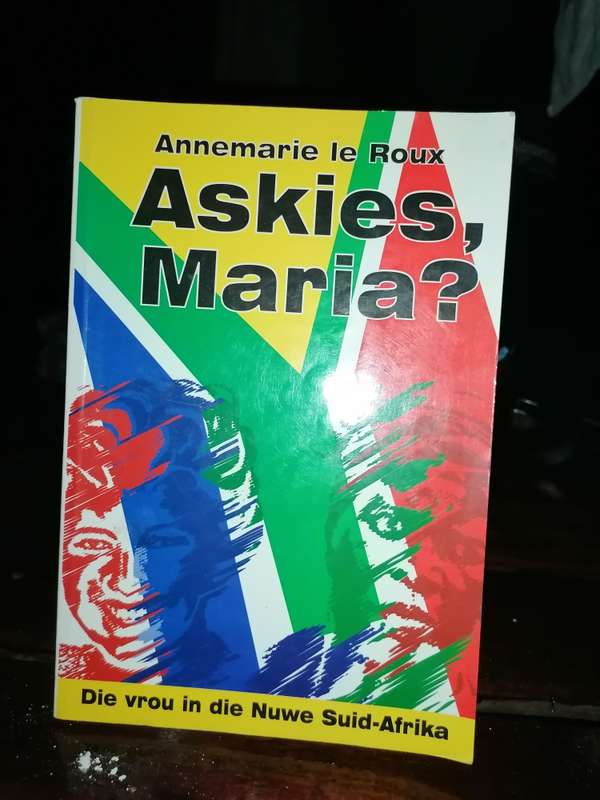 Annemarie le Roux
Askies,
Maria?
Die vrou in die Nuwe Suid-Afrika